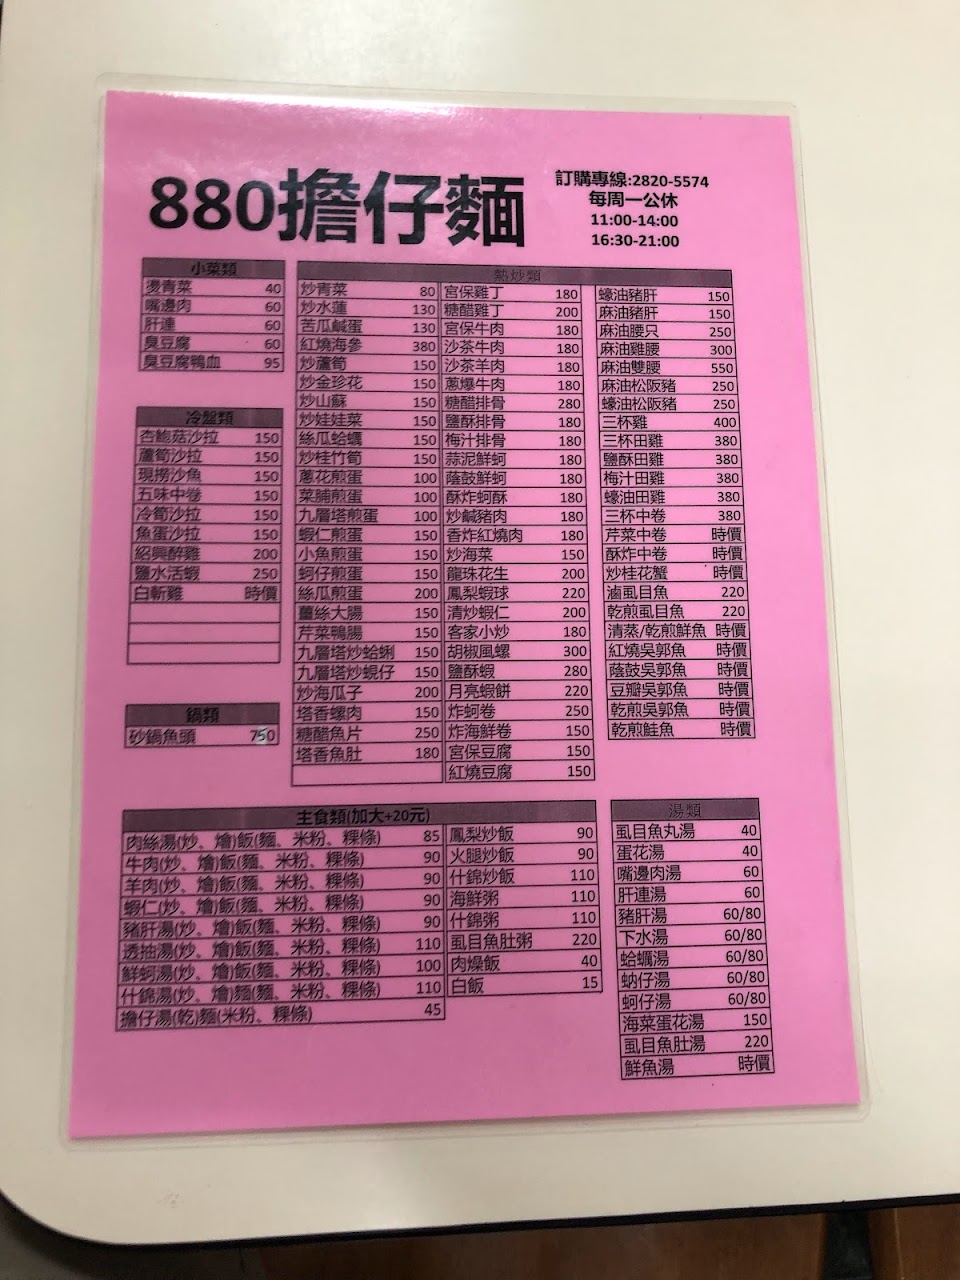 880擔仔麵
訂購專線:2820-5574
每周一公休
11:00-14:00
16:30-21:00
小菜類
燙青菜 40
嘴邊肉 60
肝連 60
臭豆腐 60
臭豆腐鴨血 95
冷盤類
杏鮑菇沙拉 150
蘆筍沙拉 150
現撈沙魚 150
五味中卷 150
冷筍沙拉 150
魚蛋沙拉 150
紹興醉雞 200
鹽水活蝦 250
白斬雞 時價
鍋類
砂鍋魚頭 750
熱炒類
炒青菜 80
炒水蓮 130
苦瓜鹹蛋 130
紅燒海參 380
炒蘆筍 150
炒金珍花 150
炒山蘇 150
炒娃娃菜 150
絲瓜蛤蠣 150
炒桂竹筍 150
蔥花煎蛋 100
菜脯煎蛋 100
九層塔煎蛋 100
蝦仁煎蛋 150
小魚煎蛋 150
蚵仔煎蛋 150
絲瓜煎蛋 200
薑絲大腸 150
芹菜鴨腸 150
九層塔炒蛤蜊 150
九層塔炒蜆仔 150
炒海瓜子 200
塔香螺肉 150
糖醋魚片 250
塔香魚肚 180
宮保雞丁 180
糖醋雞丁 200
宮保牛肉 180
沙茶牛肉 180
沙茶羊肉 180
蔥爆牛肉 180
糖醋排骨 280
鹽酥排骨 180
梅汁排骨 180
蒜泥鮮蚵 180
蔭鼓鮮蚵 180
酥炸蚵酥 180
炒鹹豬肉 180
香炸紅燒肉 180
炒海菜 150
龍珠花生 200
鳳梨蝦球 220
清炒蝦仁 200
客家小炒 180
胡椒風螺 300
鹽酥蝦 280
月亮蝦餅 220
炸蚵卷 250
炸海鮮卷 150
宮保豆腐 150
紅燒豆腐 150
蠔油豬肝 150
麻油豬肝 150
麻油腰只 250
麻油雞腰 300
麻油雙腰 550
麻油松阪豬 250
蠔油松阪豬 250
三杯雞 400
三杯田雞 380
鹽酥田雞 380
梅汁田雞 380
蠔油田雞 380
三杯中卷 380
芹菜中卷 時價
酥炸中卷 時價
炒桂花蟹 時價
滷虱目魚 220
乾煎虱目魚 220
清蒸/乾煎鮮魚 時價
紅燒吳郭魚 時價
蔭鼓吳郭魚 時價
豆瓣吳郭魚 時價
乾煎吳郭魚 時價
乾煎鮭魚 時價
主食類(加大+20元)
肉絲湯(炒、燴)飯(麵、米粉、粿條) 85
牛肉(炒、燴)飯(麵、米粉、粿條) 90
羊肉(炒、燴)飯(麵、米粉、粿條) 90
蝦仁(炒、燴)飯(麵、米粉、粿條) 90
豬肝湯(炒、燴)飯(麵、米粉、粿條) 90
透抽湯(炒、燴)飯(麵、米粉、粿條) 110
鮮蚵湯(炒、燴)飯(麵、米粉、粿條) 100
什錦湯(炒、燴)麵(麵、米粉、粿條) 110
擔仔湯(乾)麵(米粉、粿條) 45
鳳梨炒飯 90
火腿炒飯 90
什錦炒飯 110
海鮮粥 110
什錦粥 110
虱目魚肚粥 220
肉燥飯 40
白飯 15
湯類
虱目魚丸湯 40
蛋花湯 40
嘴邊肉湯 60
肝連湯 60
豬肝湯 60/80
下水湯 60/80
蛤蠣湯 60/80
蚋仔湯 60/80
蚵仔湯 60/80
海菜蛋花湯 150
虱目魚肚湯 220
鮮魚湯 時價